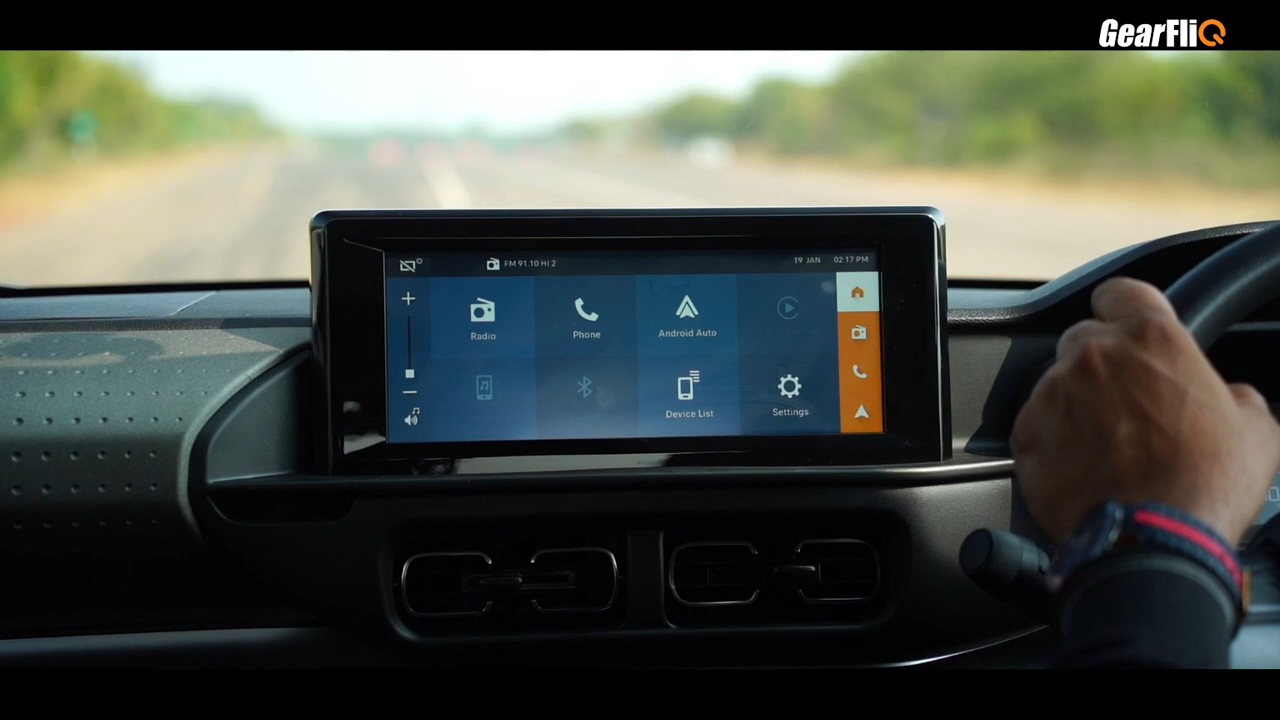 GearFliQ
FM 91.10 HI 2
19 JAN 02:17 PM
Radio
Phone
Android Auto
Device List
Settings